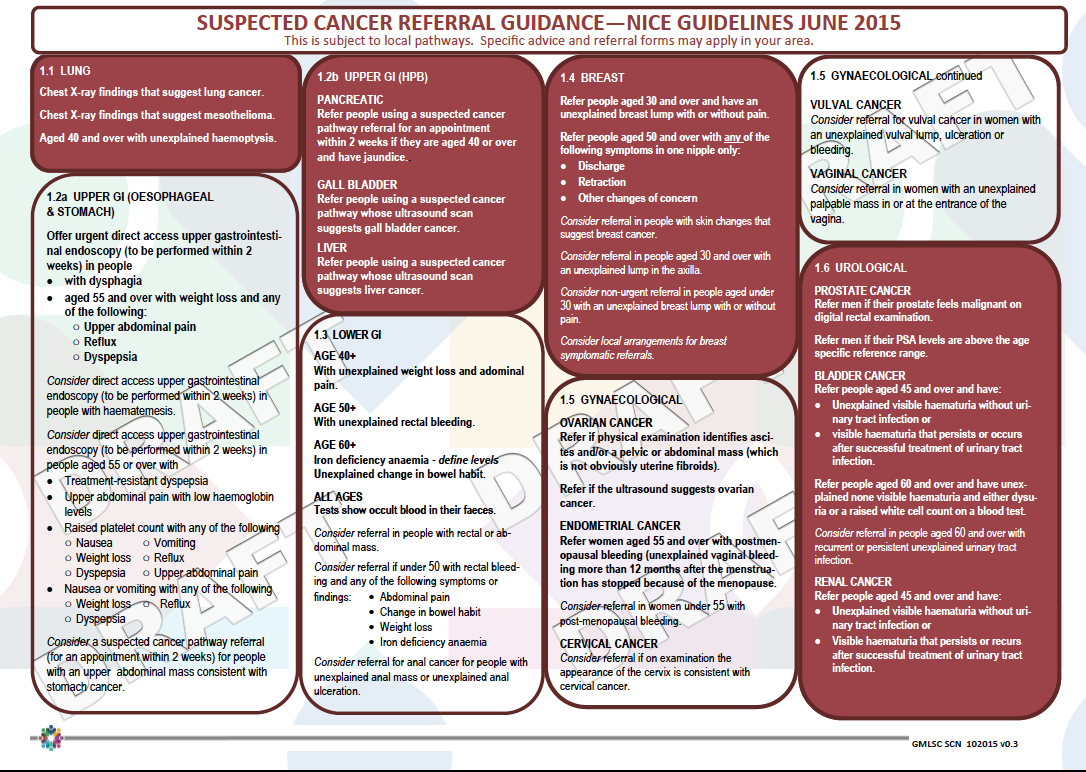 SUSPECTED CANCER REFERRAL GUIDANCE—NICE GUIDELINES JUNE 2015
This is subject to local pathways. Specific advice and referral forms may apply in your area.
1.1 LUNG
Chest X-ray findings that suggest lung cancer.
Chest X-ray findings that suggest mesothelioma.
Aged 40 and over with unexplained haemoptysis.
1.2a UPPER GI (OESOPHAGEAL
& STOMACH)
Offer urgent direct access upper gastrointesti-
nal endoscopy (to be performed within 2
weeks) in people
• with dysphagia
• aged 55 and over with weight loss and any
of the following:
○ Upper abdominal pain
○ Reflux
○ Dyspepsia
Consider direct access upper gastrointestinal
endoscopy (to be performed within 2 weeks) in
people with haematemesis.
Consider direct access upper gastrointestinal
endoscopy (to be performed within 2 weeks) in
people aged 55 or over with
• Treatment-resistant dyspepsia
• Upper abdominal pain with low haemoglobin
levels
• Raised platelet count with any of the following
○ Nausea ○ Vomiting
○ Weight loss ○ Reflux
○ Dyspepsia ○ Upper abdominal pain
• Nausea or vomiting with any of the following
○ Weight loss ○ Reflux
○ Dyspepsia
Consider a suspected cancer pathway referral
(for an appointment within 2 weeks) for people
with an upper abdominal mass consistent with
stomach cancer.
1.2b UPPER GI (HPB)
PANCREATIC
Refer people using a suspected cancer
pathway referral for an appointment
within 2 weeks if they are aged 40 or over
and have jaundice.
GALL BLADDER
Refer people using a suspected cancer
pathway whose ultrasound scan
suggests gall bladder cancer.
LIVER
Refer people using a suspected cancer
pathway whose ultrasound scan
suggests liver cancer.
1.3 LOWER GI
AGE 40+
With unexplained weight loss and adominal
pain.
AGE 50+
With unexplained rectal bleeding.
AGE 60+
Iron deficiency anaemia - define levels
Unexplained change in bowel habit.
ALL AGES
Tests show occult blood in their faeces.
Consider referral in people with rectal or ab-
dominal mass.
Consider referral if under 50 with rectal bleed-
ing and any of the following symptoms or
findings: • Abdominal pain
• Change in bowel habit
• Weight loss
• Iron deficiency anaemia
Consider referral for anal cancer for people with
unexplained anal mass or unexplained anal
ulceration.
1.4 BREAST
Refer people aged 30 and over and have an
unexplained breast lump with or without pain.
Refer people aged 50 and over with any of the
following symptoms in one nipple only:
• Discharge
• Retraction
• Other changes of concern
Consider referral in people with skin changes that
suggest breast cancer.
Consider referral in people aged 30 and over with
an unexplained lump in the axilla.
Consider non-urgent referral in people aged under
30 with an unexplained breast lump with or without
pain.
Consider local arrangements for breast
symptomatic referrals.
1.5 GYNAECOLOGICAL
OVARIAN CANCER
Refer if physical examination identifies asci-
tes and/or a pelvic or abdominal mass (which
is not obviously uterine fibroids).
Refer if the ultrasound suggests ovarian
cancer.
ENDOMETRIAL CANCER
Refer women aged 55 and over with postmen-
opausal bleeding (unexplained vaginal bleed-
ing more than 12 months after the menstrua-
tion has stopped because of the menopause.
Consider referral in women under 55 with
post-menopausal bleeding.
CERVICAL CANCER
Consider referral if on examination the
appearance of the cervix is consistent with
cervical cancer.
1.5 GYNAECOLOGICAL continued
VULVAL CANCER
Consider referral for vulval cancer in women with
an unexplained vulval lump, ulceration or
bleeding.
VAGINAL CANCER
Consider referral in women with an unexplained
palpable mass in or at the entrance of the
vagina.
1.6 UROLOGICAL
PROSTATE CANCER
Refer men if their prostate feels malignant on
digital rectal examination.
Refer men if their PSA levels are above the age
specific reference range.
BLADDER CANCER
Refer people aged 45 and over and have:
• Unexplained visible haematuria without uri-
nary tract infection or
• visible haematuria that persists or occurs
after successful treatment of urinary tract
infection.
Refer people aged 60 and over and have unex-
plained none visible haematuria and either dysu-
ria or a raised white cell count on a blood test.
Consider referral in people aged 60 and over with
recurrent or persistent unexplained urinary tract
infection.
RENAL CANCER
Refer people aged 45 and over and have:
• Unexplained visible haematuria without uri-
nary tract infection or
• Visible haematuria that persists or recurs
after successful treatment of urinary tract
infection.
DRAFT
DRAFT
DRAFT
DRAFT
DRAFT
GMLSC SCN 102015 v0.3